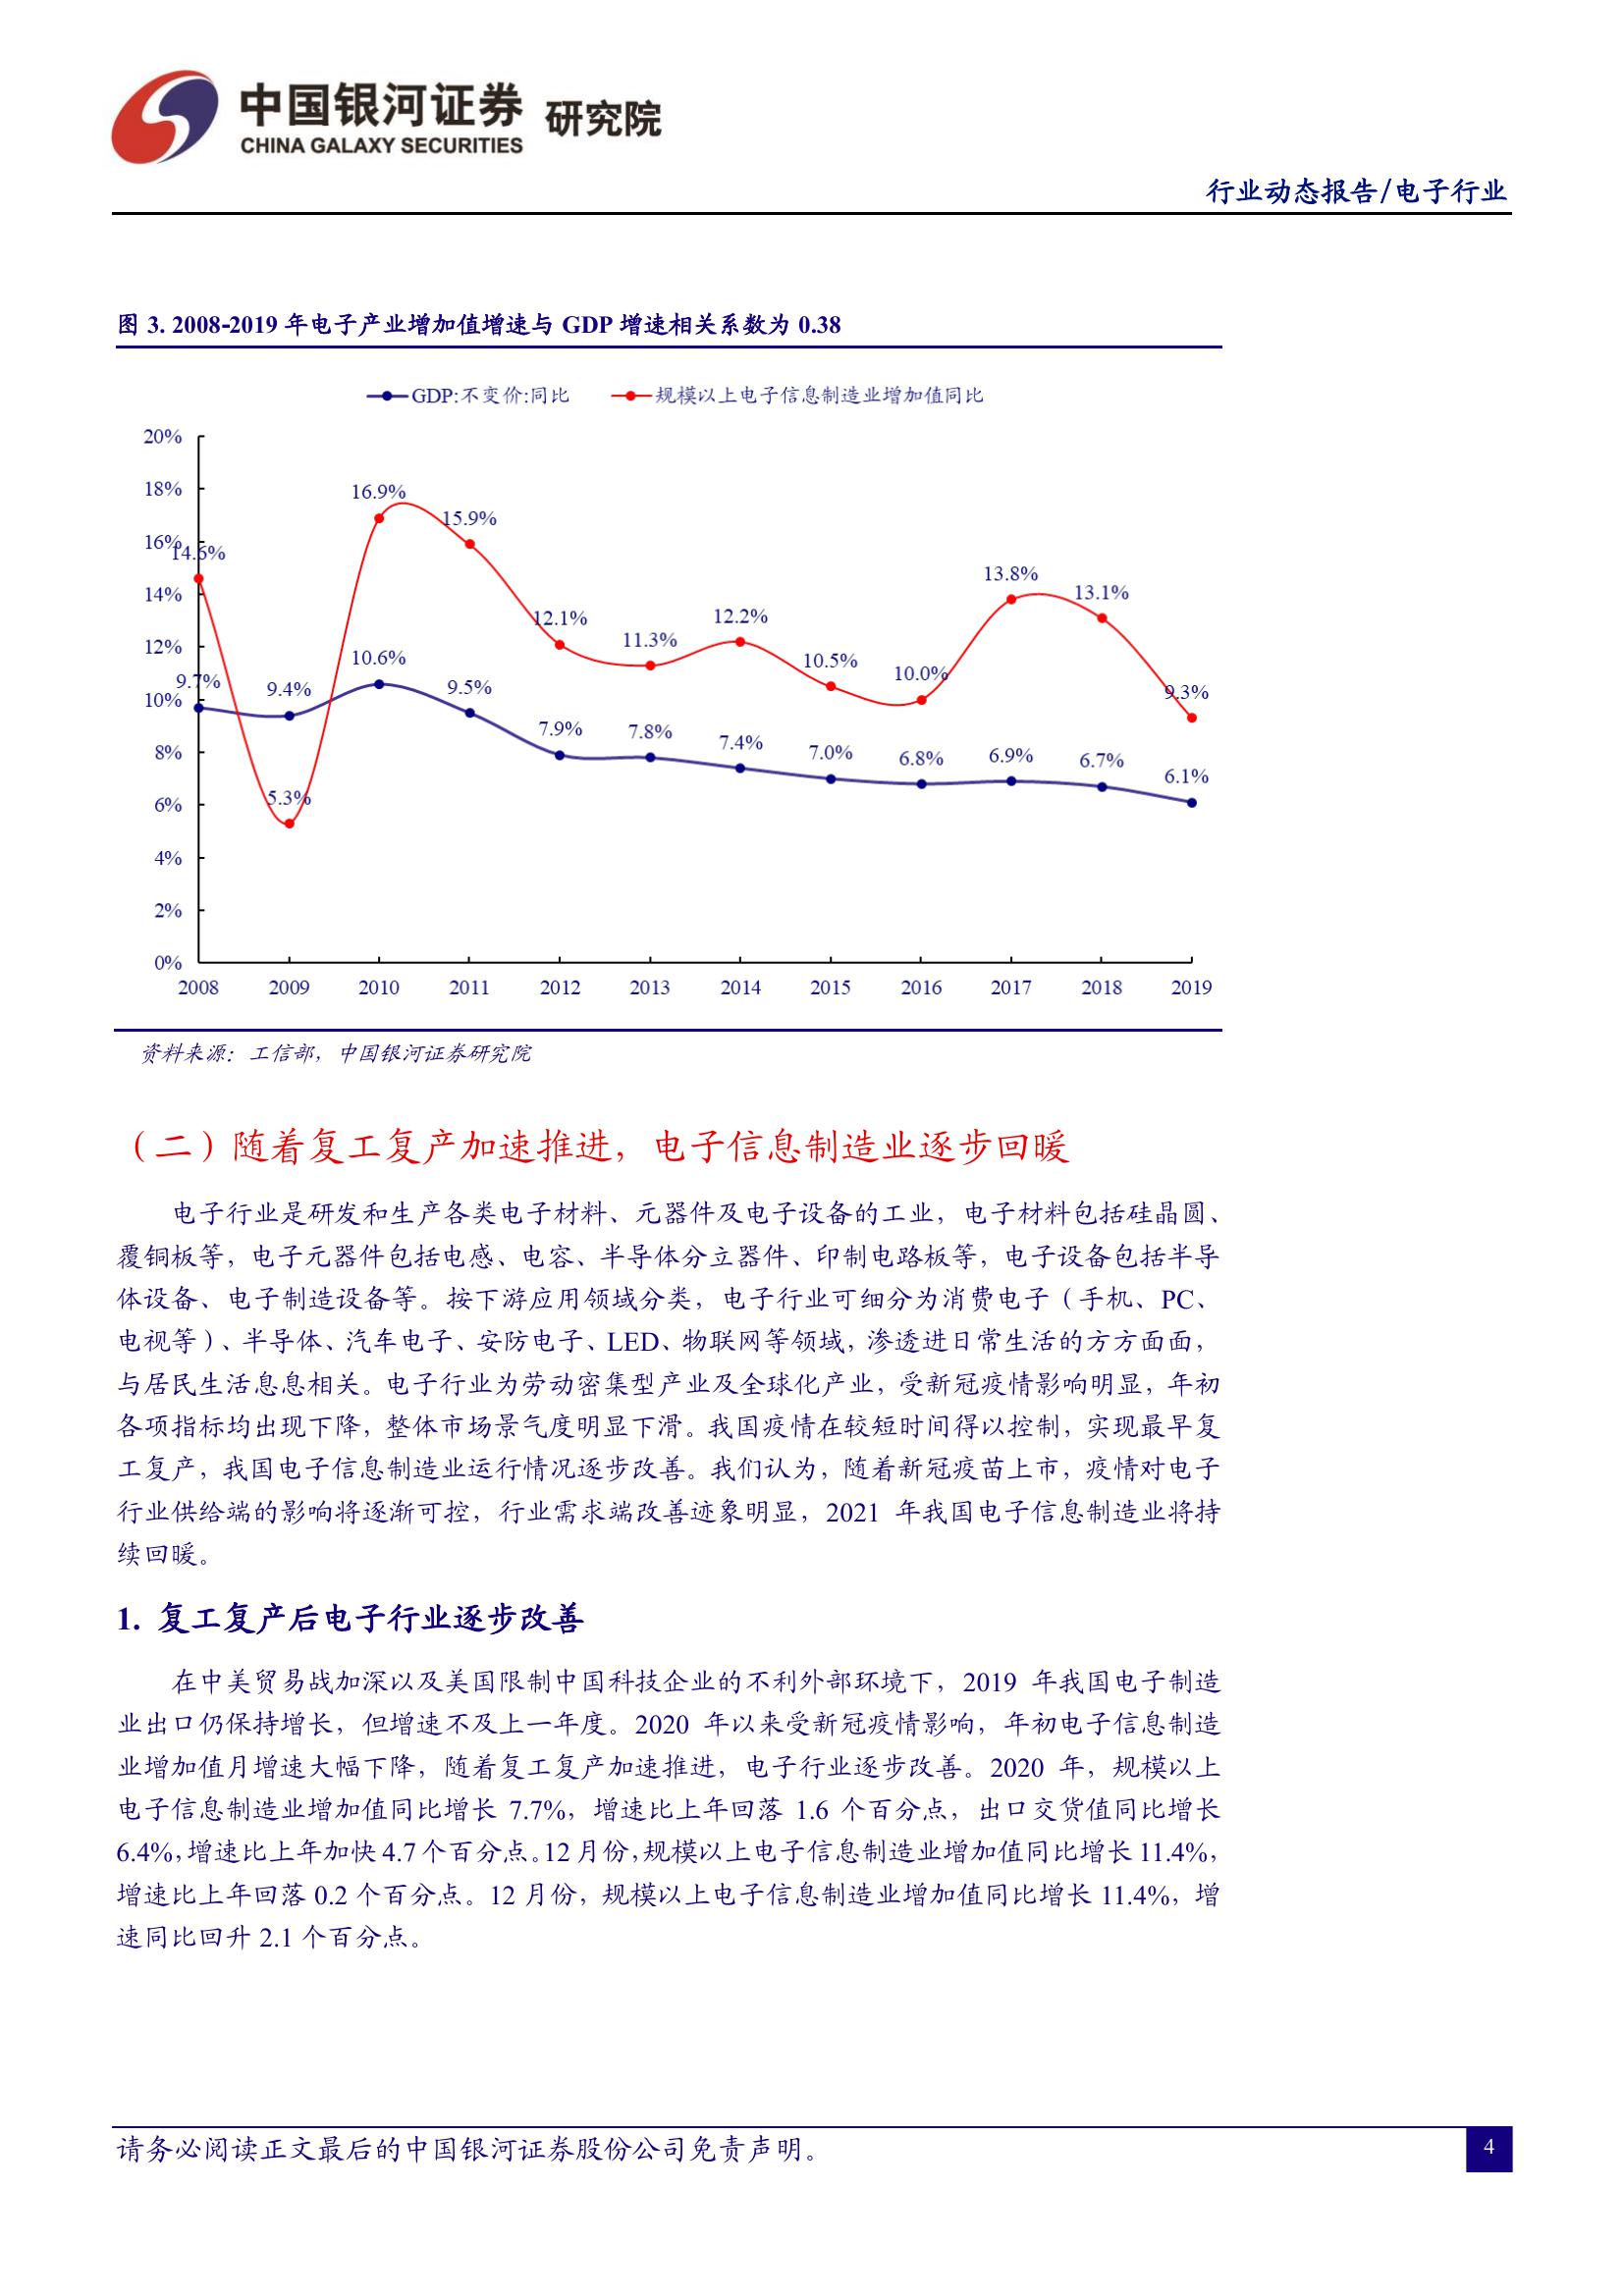 中国银河证券 研究院
CHINA GALAXY SECURITIES
行业动态报告/电子行业
图 3. 2008-2019 年电子产业增加值增速与 GDP 增速相关系数为 0.38
GDP:不变价:同比 规模以上电子信息制造业增加值同比
20%
18%
16%
14%
12%
10%
8%
6%
4%
2%
0%
14.6% 5.3% 16.9% 15.9% 12.1% 11.3% 12.2% 10.5% 10.0% 13.8% 13.1% 9.3%
9.7% 9.4% 10.6% 9.5% 7.9% 7.8% 7.4% 7.0% 6.8% 6.9% 6.7% 6.1%
2008 2009 2010 2011 2012 2013 2014 2015 2016 2017 2018 2019
资料来源：工信部，中国银河证券研究院
（二）随着复工复产加速推进，电子信息制造业逐步回暖
电子行业是研发和生产各类电子材料、元器件及电子设备的工业，电子材料包括硅晶圆、
覆铜板等，电子元器件包括电感、电容、半导体分立器件、印制电路板等，电子设备包括半导
体设备、电子制造设备等。按下游应用领域分类，电子行业可细分为消费电子（手机、PC、
电视等）、半导体、汽车电子、安防电子、LED、物联网等领域，渗透进日常生活的方方面面，
与居民生活息息相关。电子行业为劳动密集型产业及全球化产业，受新冠疫情影响明显，年初
各项指标均出现下降，整体市场景气度明显下滑。我国疫情在较短时间得以控制，实现最早复
工复产，我国电子信息制造业运行情况逐步改善。我们认为，随着新冠疫苗上市，疫情对电子
行业供给端的影响将逐渐可控，行业需求端改善迹象明显，2021 年我国电子信息制造业将持
续回暖。
1. 复工复产后电子行业逐步改善
在中美贸易战加深以及美国限制中国科技企业的不利外部环境下，2019 年我国电子制造
业出口仍保持增长，但增速不及上一年度。2020 年以来受新冠疫情影响，年初电子信息制造
业增加值月增速大幅下降，随着复工复产加速推进，电子行业逐步改善。2020 年，规模以上
电子信息制造业增加值同比增长 7.7%，增速比上年回落 1.6 个百分点，出口交货值同比增长
6.4%，增速比上年加快 4.7 个百分点。12 月份，规模以上电子信息制造业增加值同比增长 11.4%，
增速比上年回落 0.2 个百分点。12 月份，规模以上电子信息制造业增加值同比增长 11.4%，增
速同比回升 2.1 个百分点。
请务必阅读正文最后的中国银河证券股份公司免责声明。
4